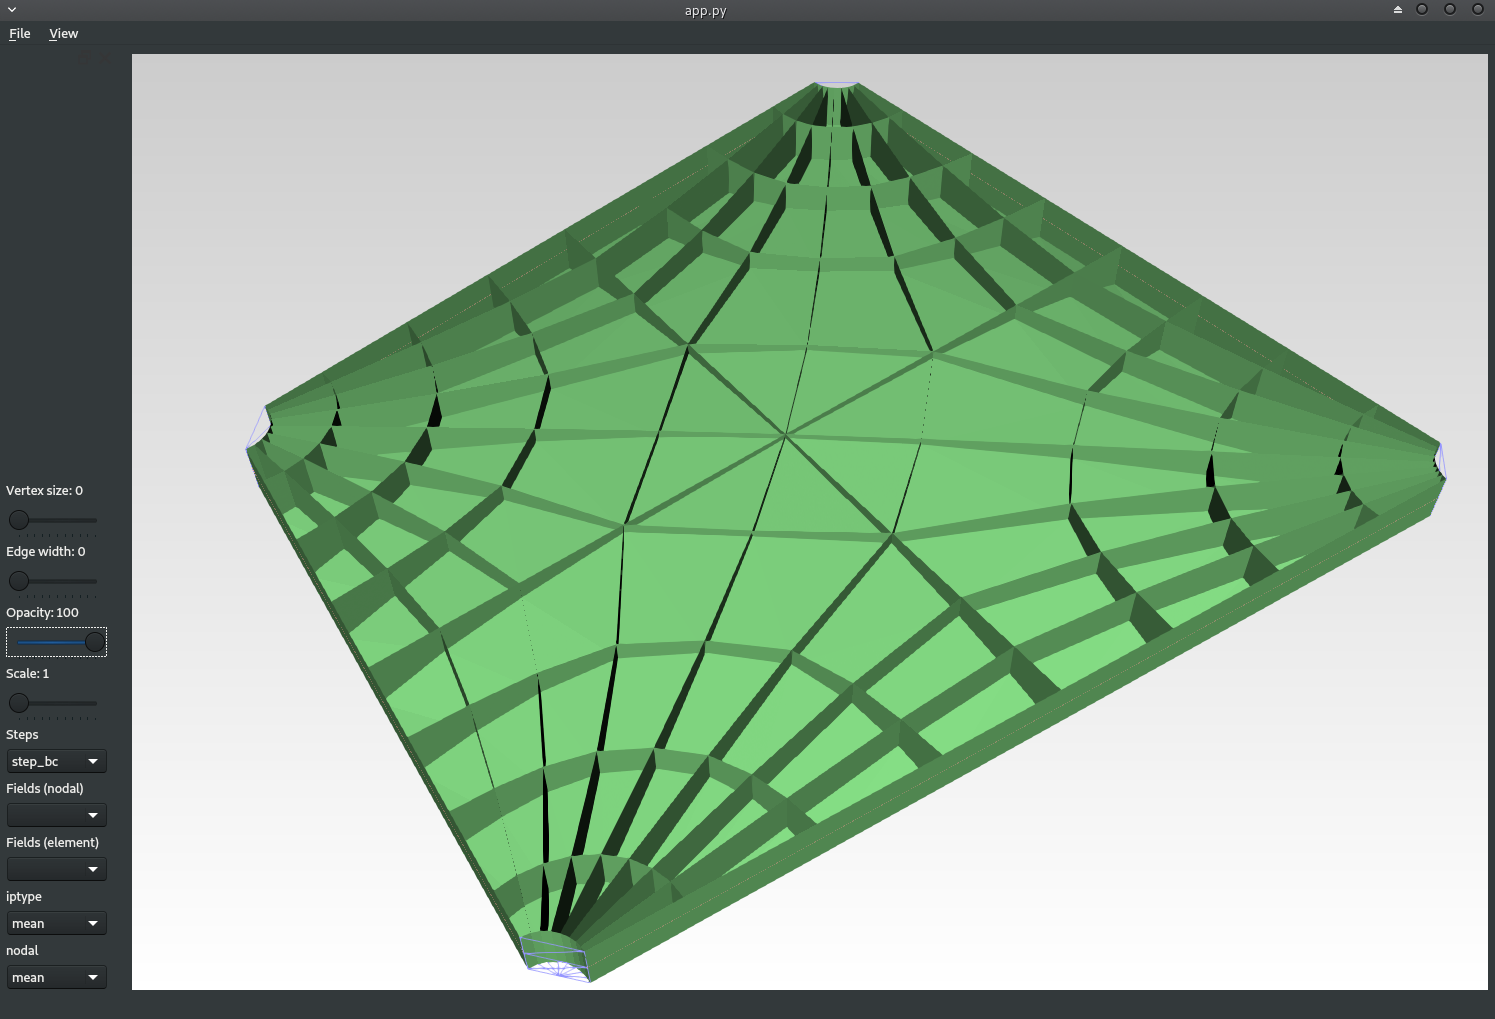 app.py
File View
Vertex size: 0
Edge width: 0
Opacity: 100
Scale: 1
Steps
step_bc
Fields (nodal)
Fields (element)
iptype
mean
nodal
mean